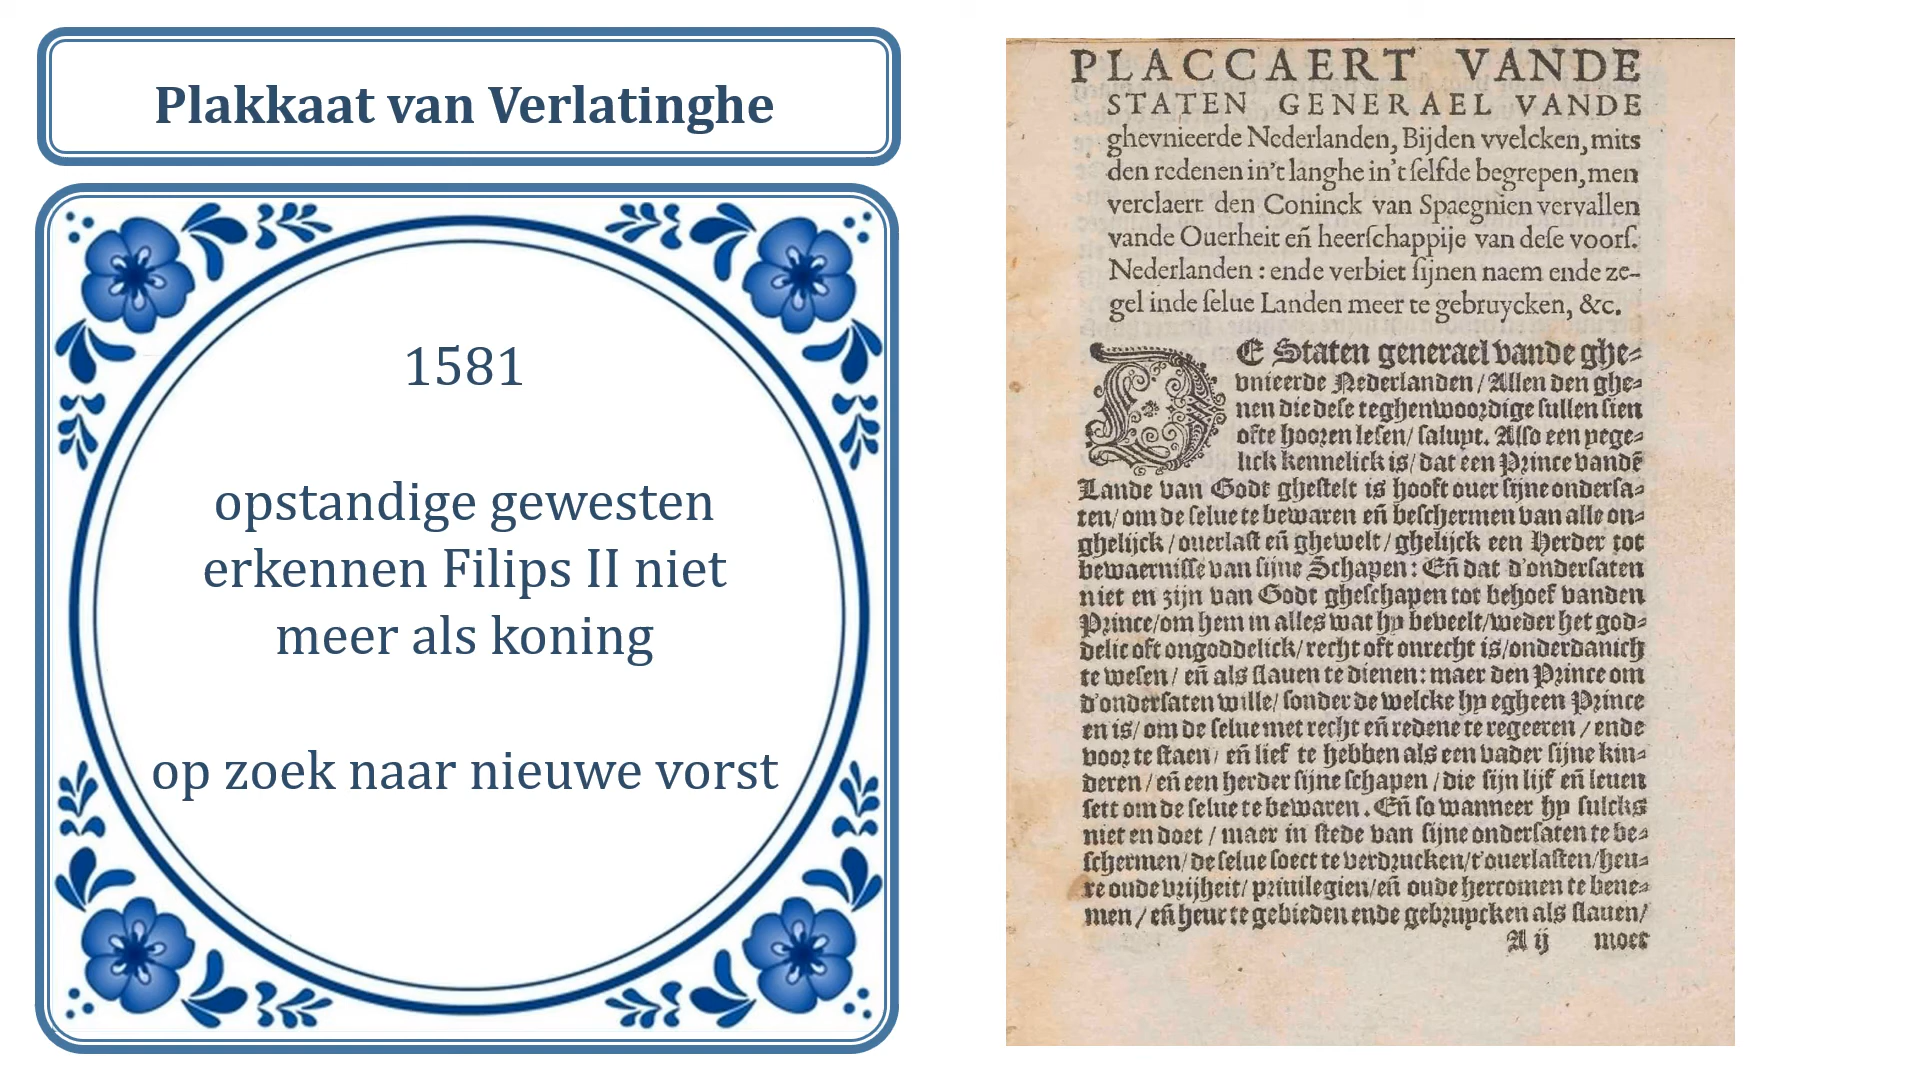 Plakkaat van Verlatinghe
1581
opstandige gewesten
erkennen Filips II niet
meer als koning
op zoek naar nieuwe vorst
PLACCAERT VANDE
STATEN GENERAEL VANDE
ghevnieerde Nederlanden, Bijden vvelcken, mits
den redenen in't langhe in't ſelfde begrepen, men
verclaert den Coninck van Spaegnien vervallen
vande Ouerheit eñ heerſchappije van deſe voorſ.
Nederlanden : ende verbiet ſijnen naem ende ze-
gel inde ſelue Landen meer te gebruycken, &c.
DE Staten generael vande ghe-
vnieerde Nederlanden / Allen den ghe-
nen die deſe teghenwoordige ſullen ſien
ofte hooren leſen / ſaluyt. Alſo een yege-
lick kennelick is / dat een Prince vandē
Lande van Godt gheſtelt is hooft ouer ſijne onderſa-
ten / om de ſelue te bewaren eñ beſchermen van alle on-
ghelijck / ouerlaſt eñ ghewelt / ghelijck een Herder tot
bewaerniſſe van ſijne Schapen : Eñ dat d'onderſaten
niet en zijn van Godt gheſchapen tot behoef vanden
Prince / om hem in alles wat hy beveelt / weder het god-
delic oft ongoddelick / recht oft onrecht is / onderdanich
te weſen / eñ als ſlauen te dienen : maer den Prince om
d'onderſaten wille / ſonder de welcke hy egheen Prince
en is / om de ſelue met recht eñ redene te regeeren / ende
voor te ſtaen / eñ lief te hebben als een vader ſijne kin-
deren / eñ een herder ſijne ſchapen / die ſijn lijf eñ leuen
ſett om de ſelue te bewaren. Eñ ſo wanneer hy ſulcks
niet en doet / maer in ſtede van ſijne onderſaten te be-
ſchermen / de ſelue ſoect te verdrucken / t'ouerlaſten / heu-
re oude vrijheit / priuilegien / eñ oude hercomen te bene-
men / eñ heur te gebieden ende gebruycken als ſlauen /
A ij moet